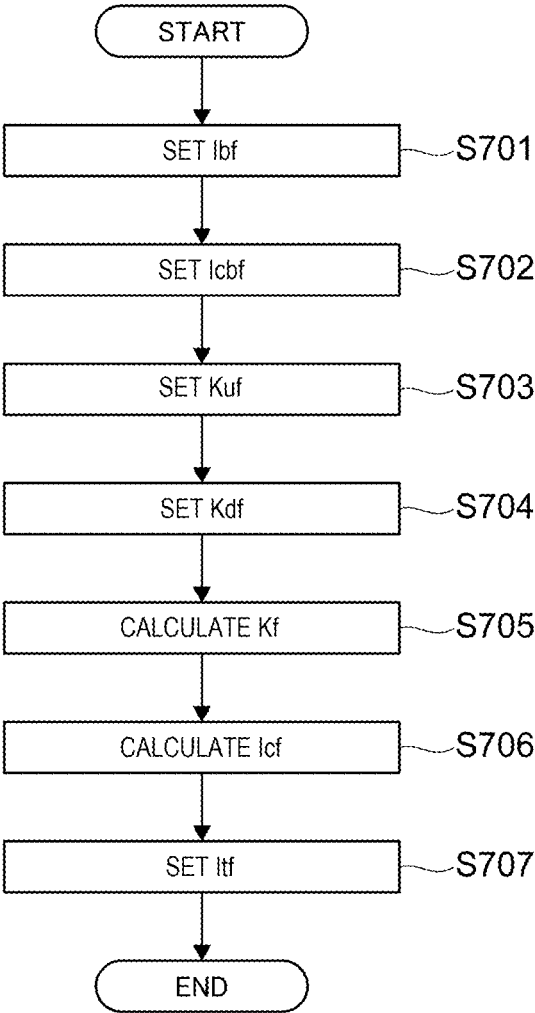 START
SET Ibf
S701
SET Icbf
S702
SET Kuf
S703
SET Kdf
S704
CALCULATE Kf
S705
CALCULATE Icf
S706
SET Itf
S707
END